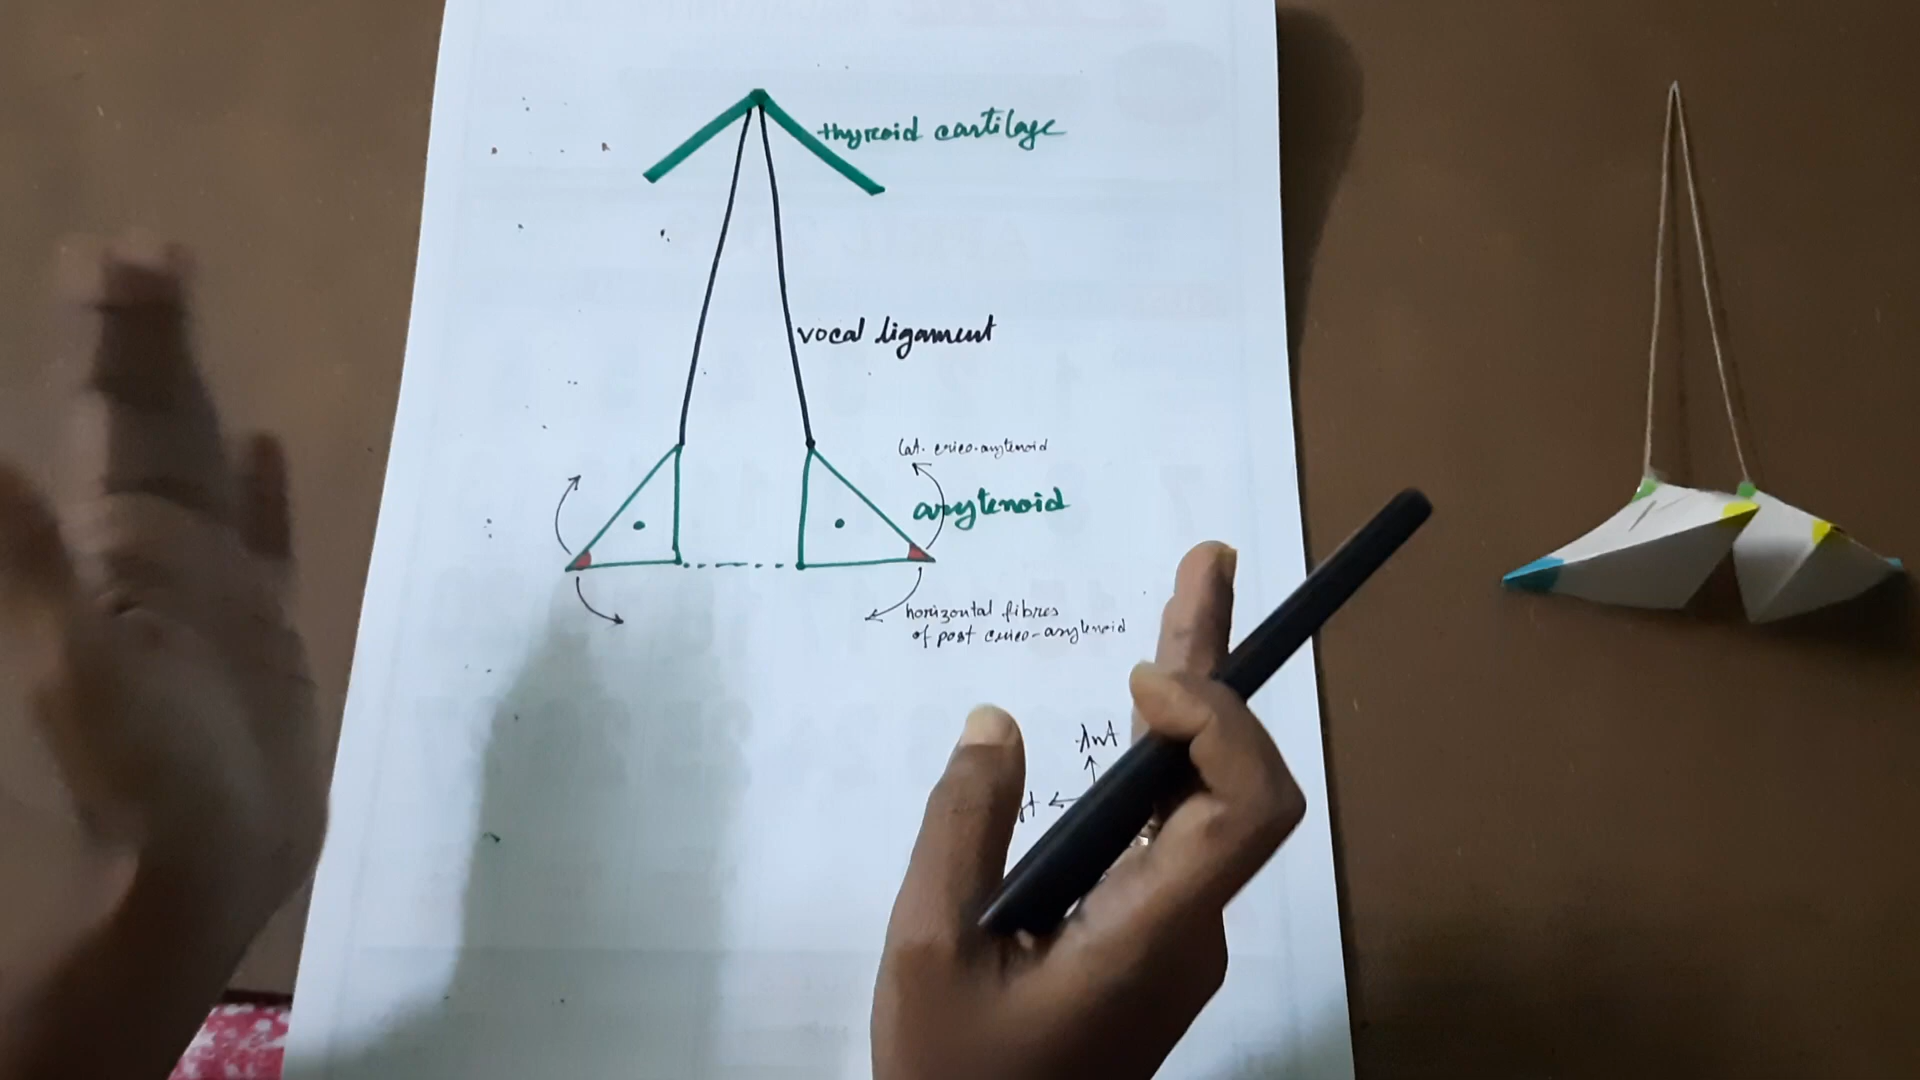 thyroid cartilage
vocal ligament
Lat. crico-arytenoid
arytenoid
horizontal fibres
of post crico-arytenoid
Ant